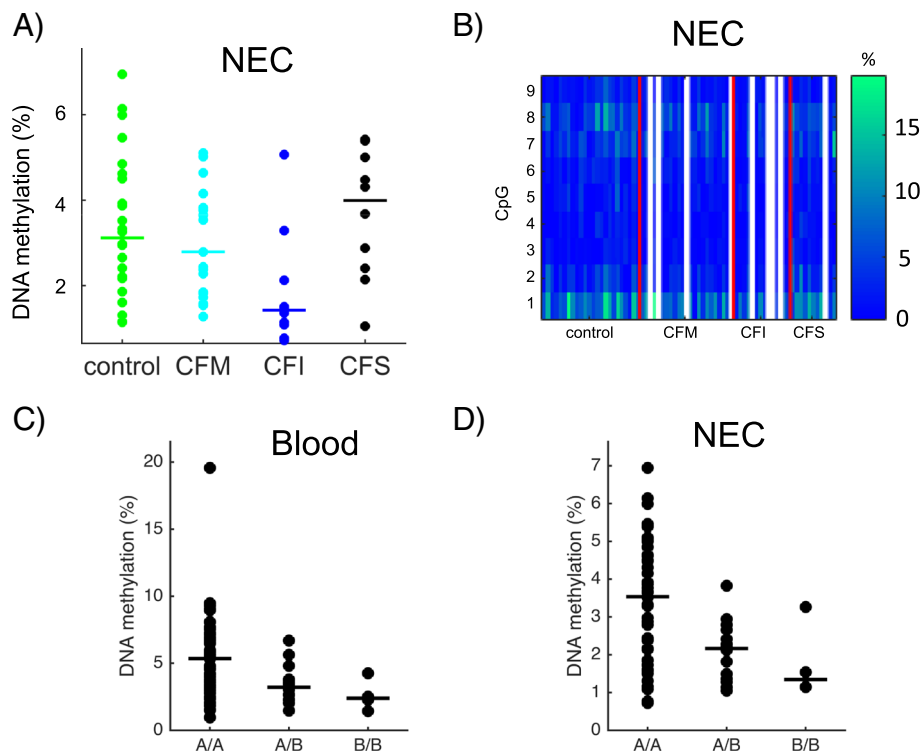 A)
NEC
DNA methylation (%)
6
4
2
control CFM CFI CFS
B)
NEC
%
CpG
9
8
7
6
5
4
3
2
1
control CFM CFI CFS
15
10
5
0
C)
Blood
DNA methylation (%)
20
15
10
5
0
A/A A/B B/B
D)
NEC
DNA methylation (%)
7
6
5
4
3
2
1
0
A/A A/B B/B